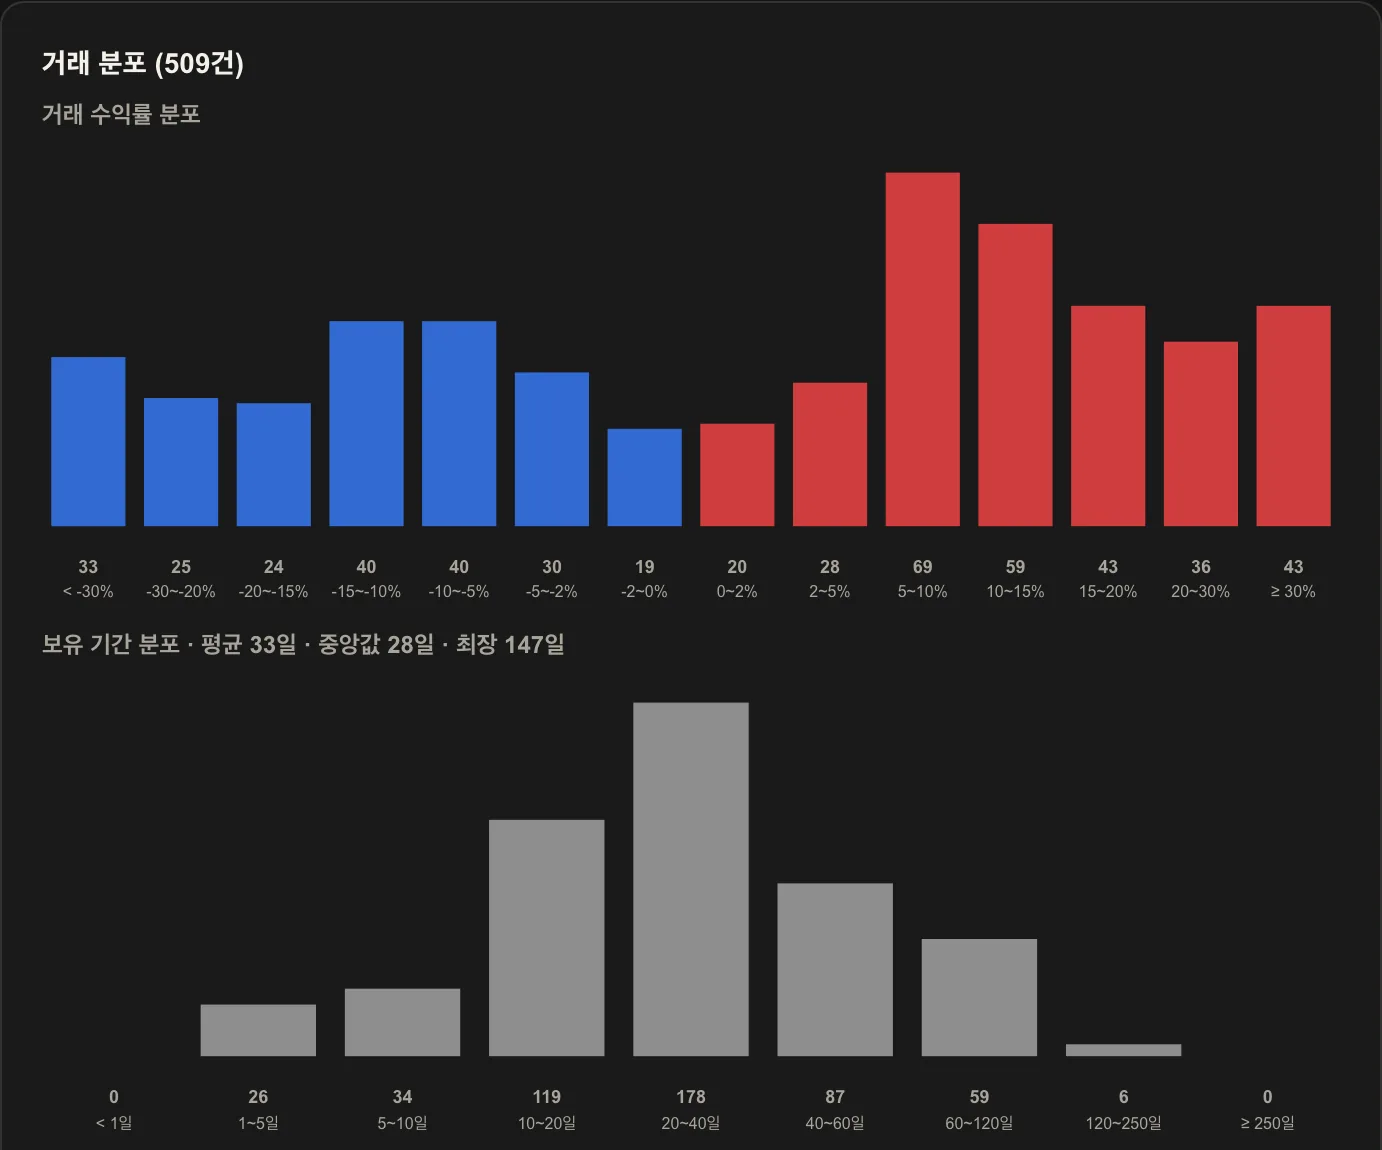 거래 분포 (509건)
거래 수익률 분포
33 25 24 40 40 30 19 20 28 69 59 43 36 43
< -30% -30~-20% -20~-15% -15~-10% -10~-5% -5~-2% -2~0% 0~2% 2~5% 5~10% 10~15% 15~20% 20~30% ≥ 30%
보유 기간 분포 · 평균 33일 · 중앙값 28일 · 최장 147일
0 26 34 119 178 87 59 6 0
< 1일 1~5일 5~10일 10~20일 20~40일 40~60일 60~120일 120~250일 ≥ 250일